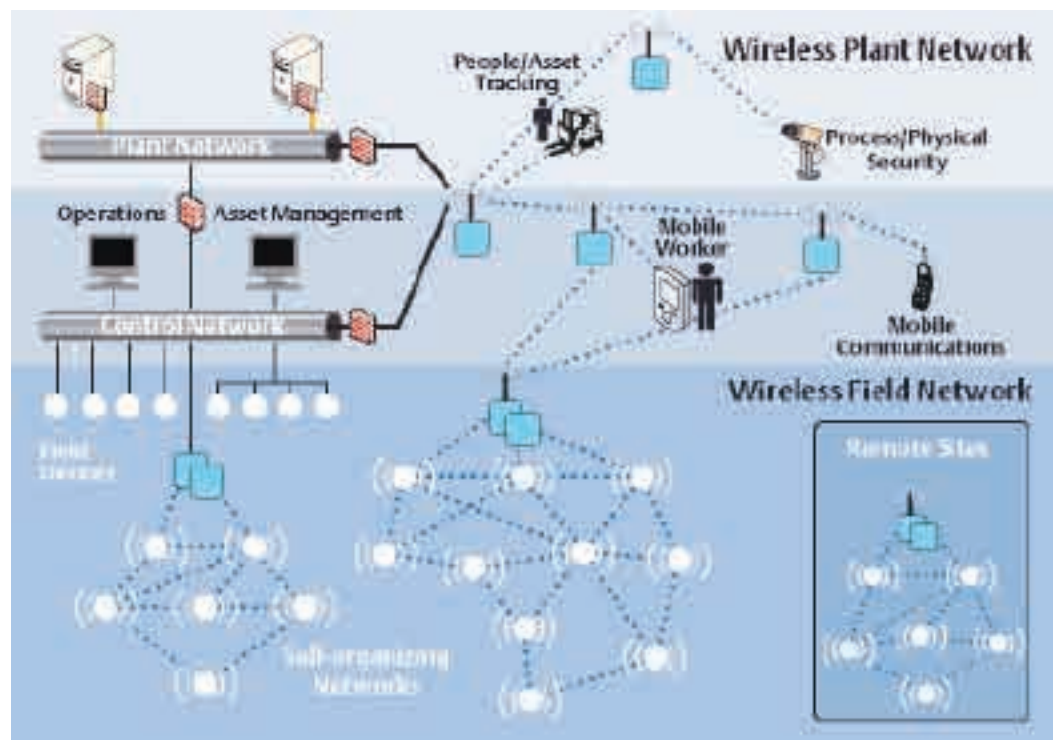 Wireless Plant Network
People/Asset
Tracking
Plant Network
Process/Physical
Security
Operations
Asset Management
Mobile
Worker
Control Network
Mobile
Communications
Wireless Field Network
Field
Devices
Remote Sites
Self-organizing
Networks